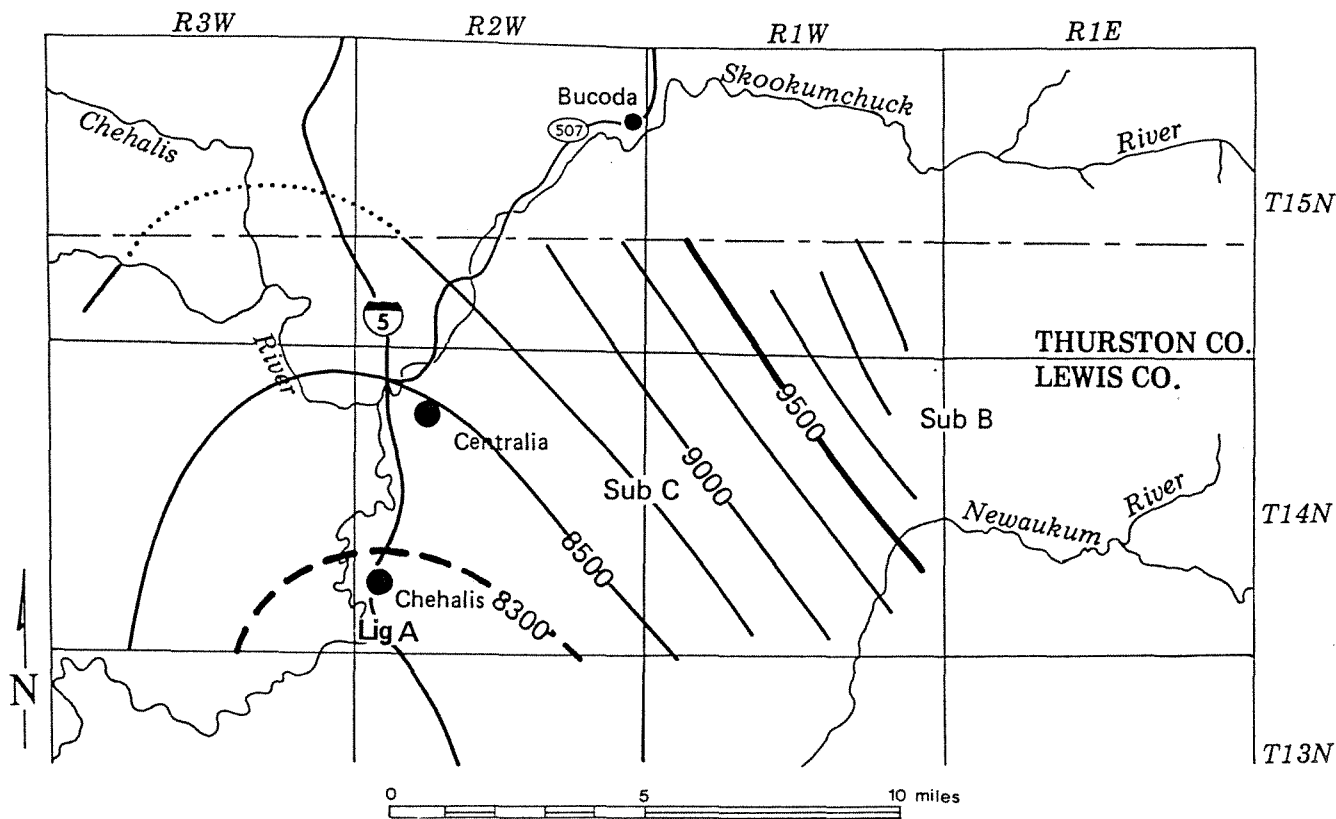 R3W
R2W
R1W
R1E
Bucoda
507
Skookumchuck
River
Chehalis
River
T15N
5
THURSTON CO.
LEWIS CO.
9500
Sub B
Centralia
Sub C
9000
8500
Newaukum
River
T14N
Chehalis
8300
Lig A
N
T13N
0
5
10 miles